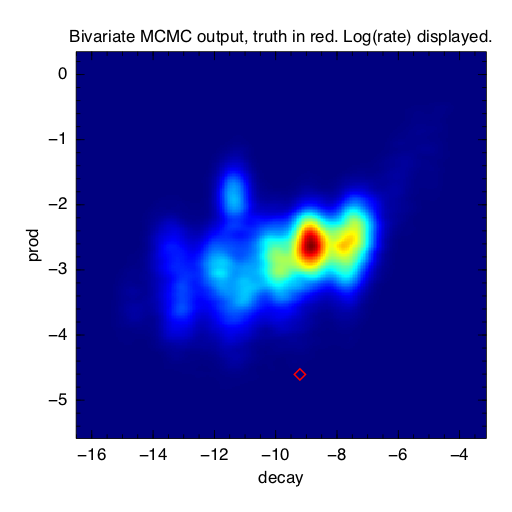 Bivariate MCMC output, truth in red. Log(rate) displayed.
0
−1
−2
−3
−4
−5
prod
−16 −14 −12 −10 −8 −6 −4
decay